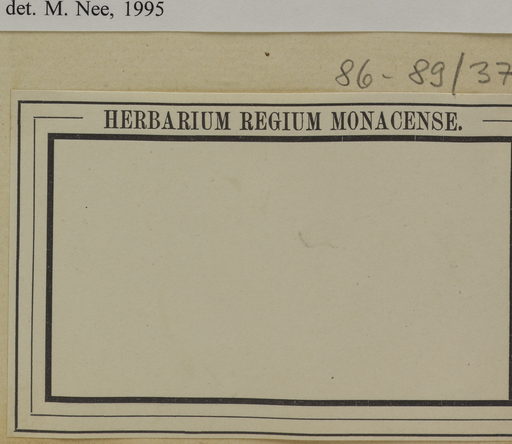 det. M. Nee, 1995
86-89/37
HERBARIUM REGIUM MONACENSE.